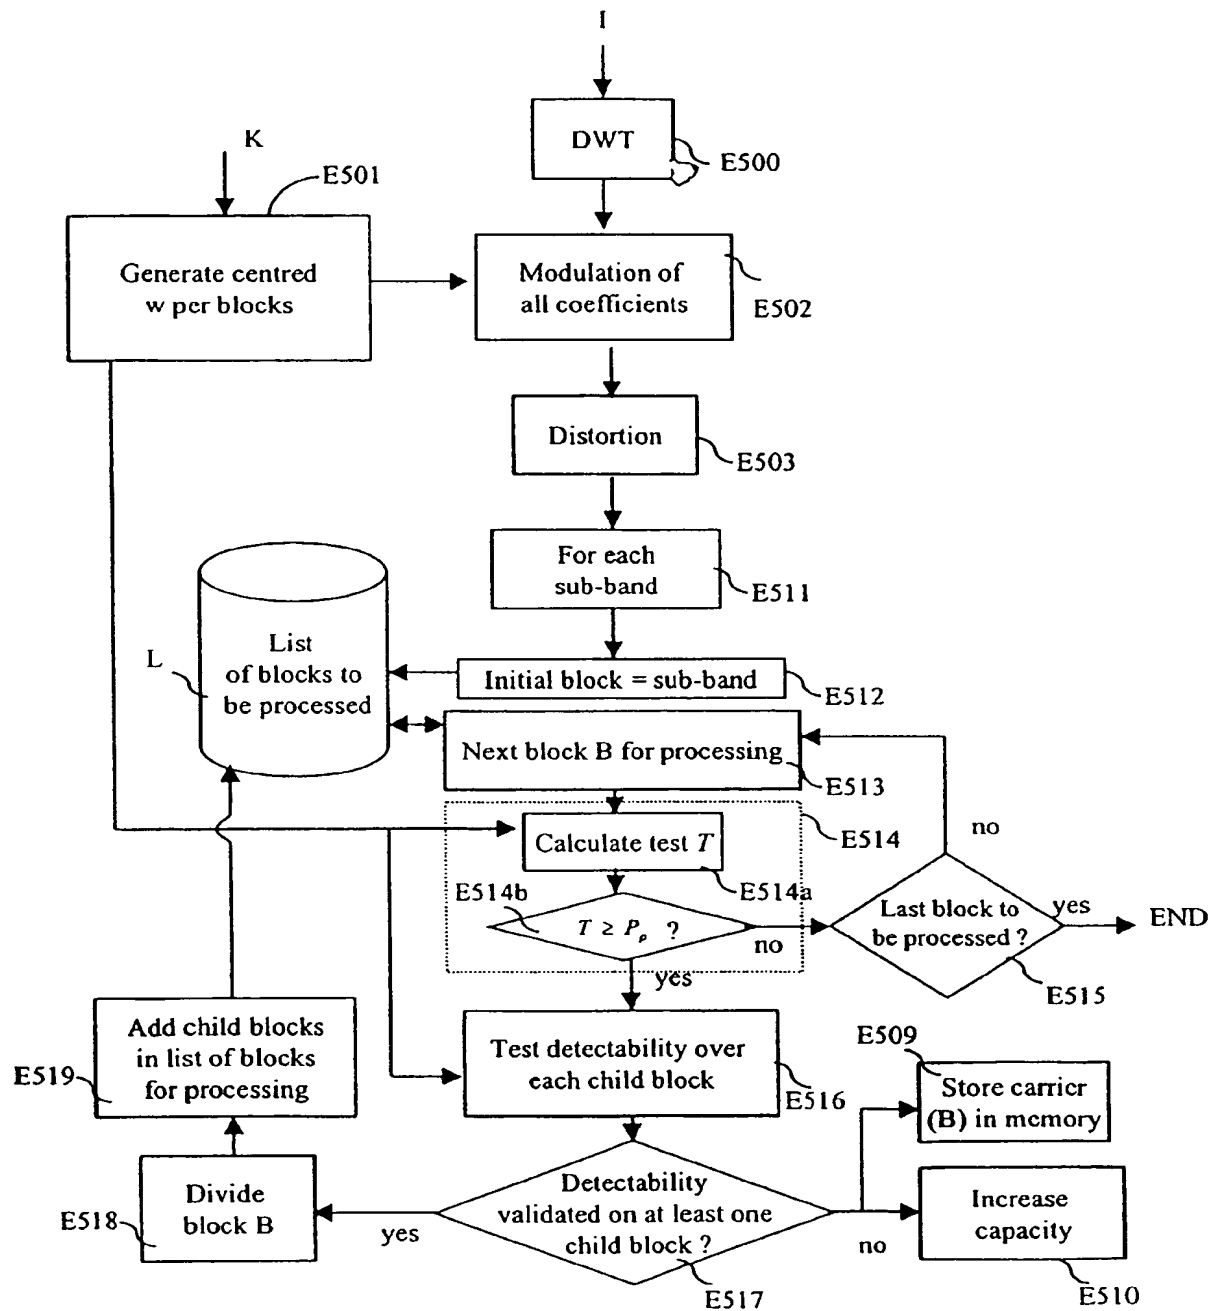 I
DWT
E500
K
E501
Generate centred
w per blocks
Modulation of
all coefficients
E502
Distortion
E503
For each
sub-band
E511
List
of blocks to
be processed
L
Initial block = sub-band
E512
Next block B for processing
E513
Calculate test T
E514
E514a
E514b
T ≥ Pρ ?
no
yes
no
Last block to
be processed ?
yes
END
E515
Add child blocks
in list of blocks
for processing
E519
Test detectability over
each child block
E516
E509
Store carrier
(B) in memory
Divide
block B
E518
yes
Detectability
validated on at least one
child block ?
E517
no
Increase
capacity
E510